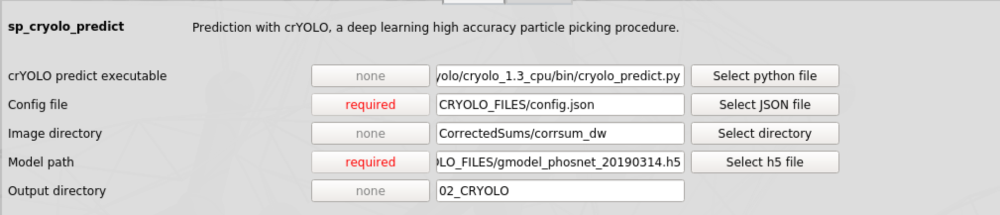 sp_cryolo_predict Prediction with crYOLO, a deep learning high accuracy particle picking procedure.
crYOLO predict executable none yolo/cryolo_1.3_cpu/bin/cryolo_predict.py Select python file
Config file required CRYOLO_FILES/config.json Select JSON file
Image directory none CorrectedSums/corrsum_dw Select directory
Model path required OLO_FILES/gmodel_phosnet_20190314.h5 Select h5 file
Output directory none 02_CRYOLO